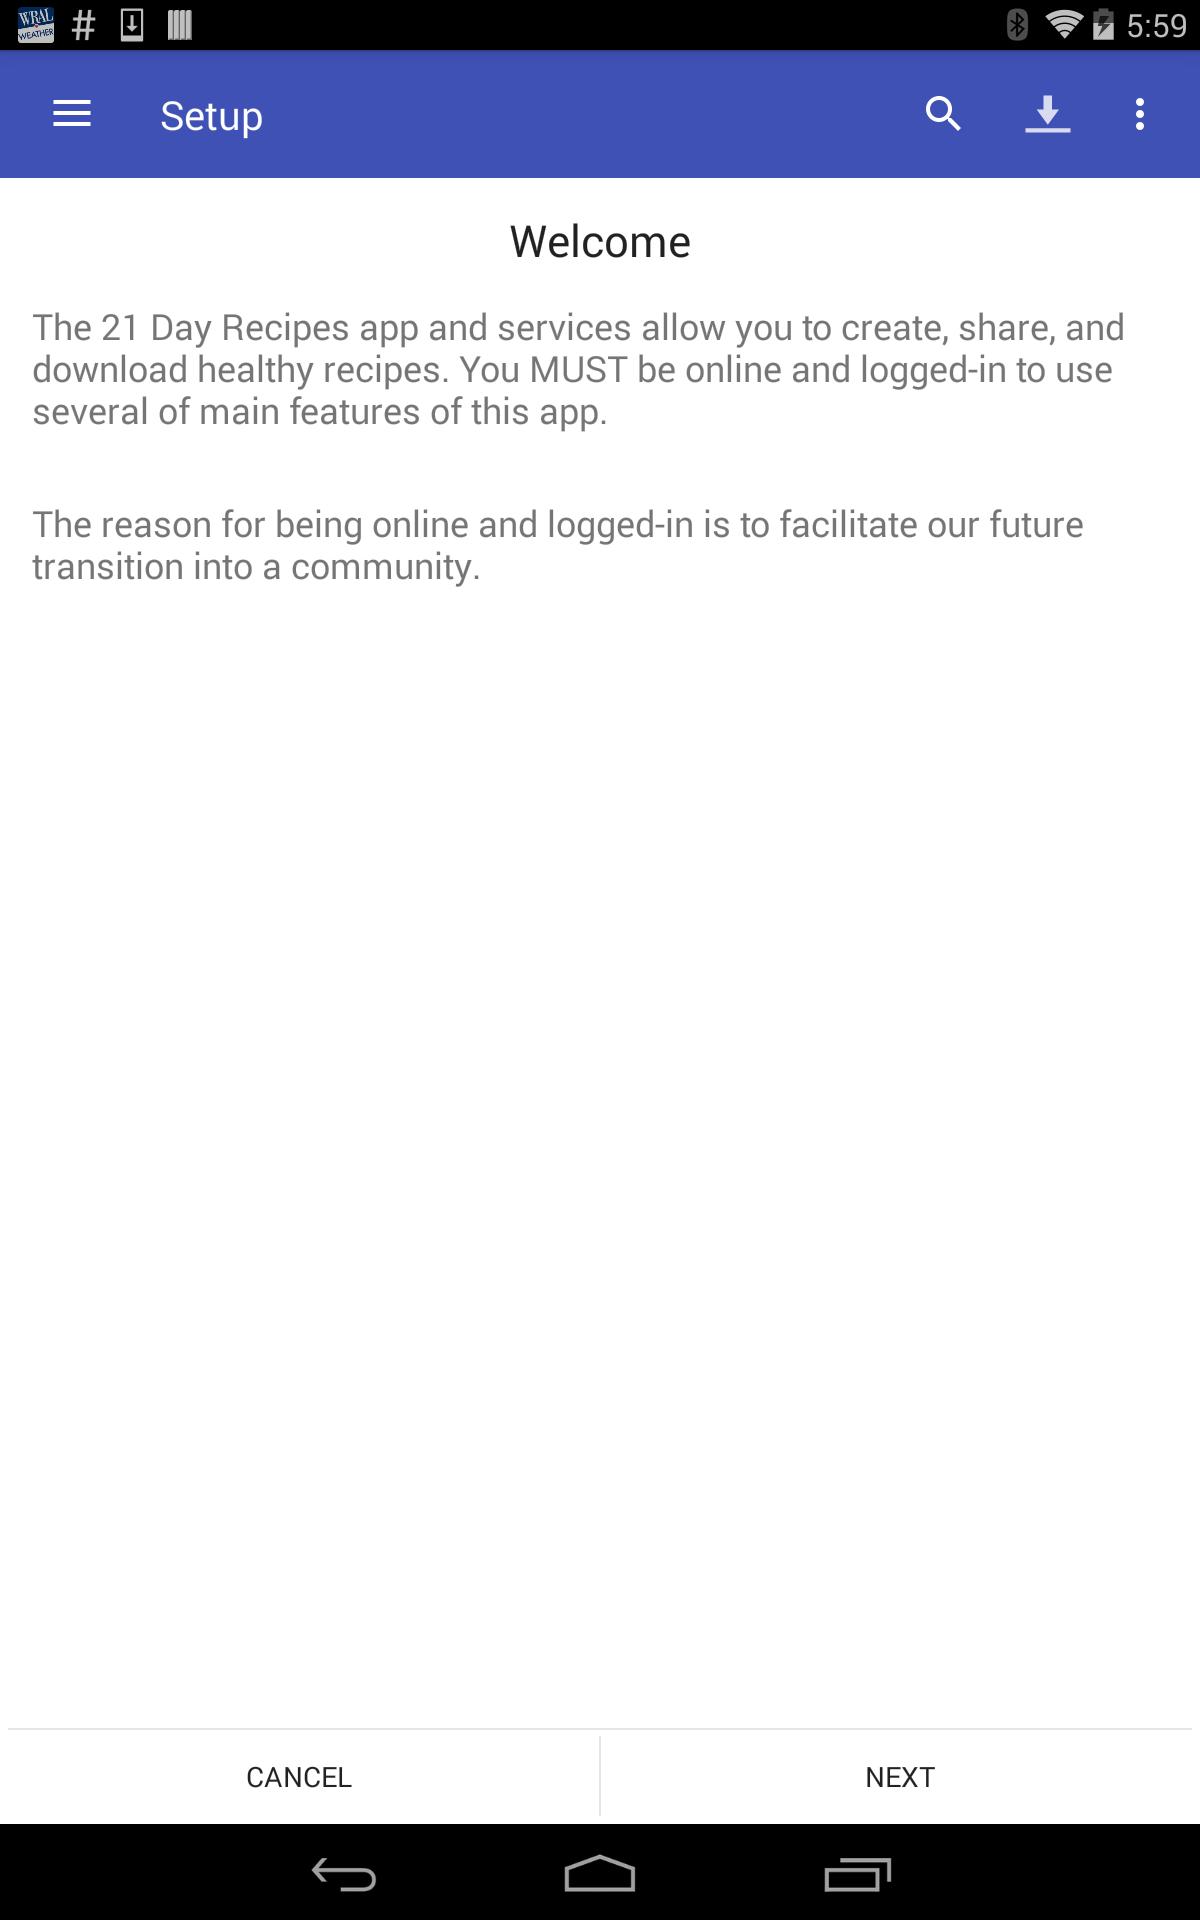 WRAL
WEATHER
#
5:59
Setup
Welcome
The 21 Day Recipes app and services allow you to create, share, and
download healthy recipes. You MUST be online and logged-in to use
several of main features of this app.
The reason for being online and logged-in is to facilitate our future
transition into a community.
CANCEL
NEXT